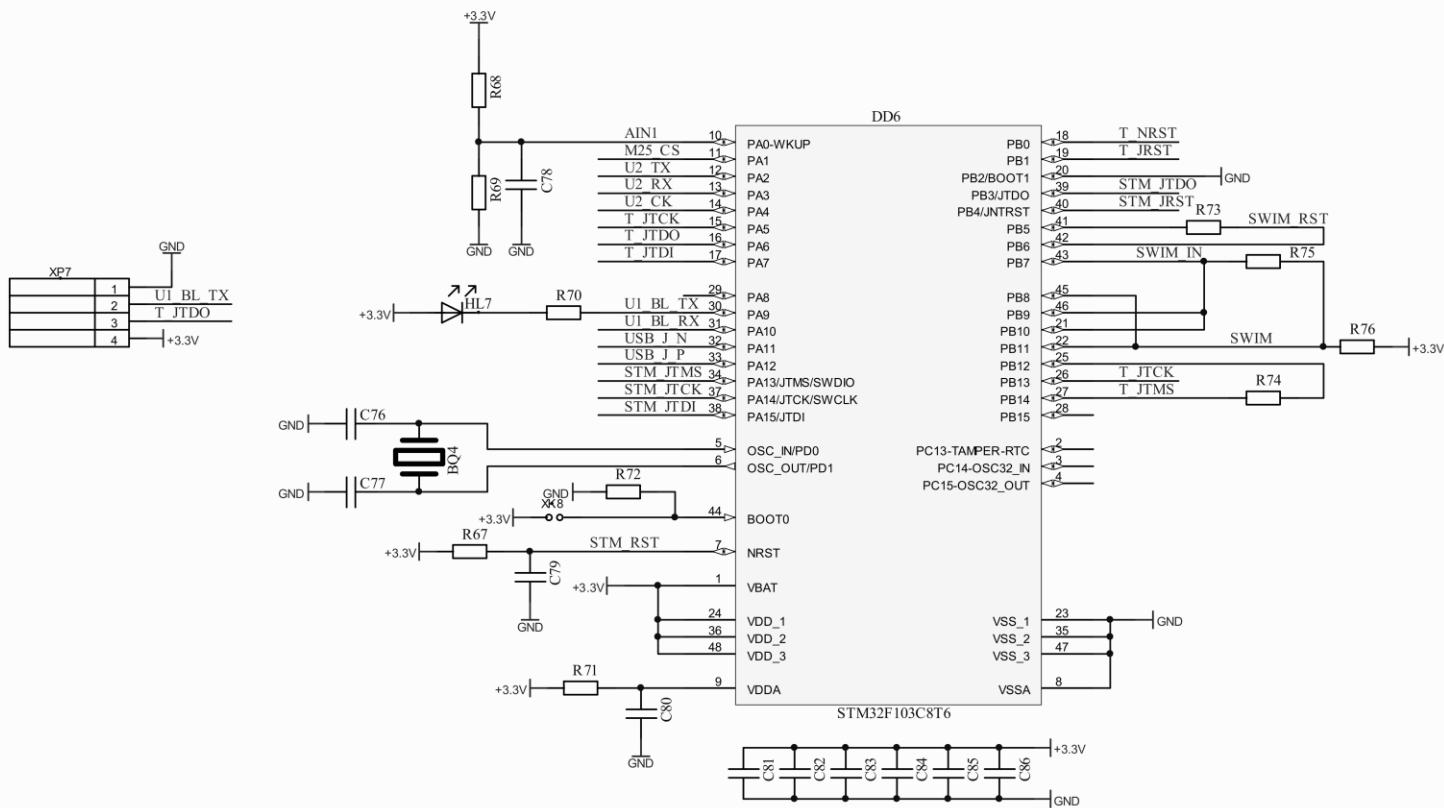 +3.3V
R68
R69
C78
GND
GND
DD6
AIN1 10 PA0-WKUP
M25_CS 11 PA1
U2_TX 12 PA2
U2_RX 13 PA3
U2_CK 14 PA4
T_JTCK 15 PA5
T_JTDO 16 PA6
T_JTDI 17 PA7
29 PA8
+3.3V HL7 R70 U1_BL_TX 30 PA9
U1_BL_RX 31 PA10
USB_J_N 32 PA11
USB_J_P 33 PA12
STM_JTMS 34 PA13/JTMS/SWDIO
STM_JTCK 37 PA14/JTCK/SWCLK
STM_JTDI 38 PA15/JTDI
GND C76
BQ4
GND C77
5 OSC_IN/PD0
6 OSC_OUT/PD1
GND R72
+3.3V XK8 44 BOOT0
+3.3V R67 STM_RST 7 NRST
C79
GND
+3.3V 1 VBAT
24 VDD_1
36 VDD_2
48 VDD_3
+3.3V R71 9 VDDA
C80
GND
PB0 18 T_NRST
PB1 19 T_JRST
PB2/BOOT1 20 GND
PB3/JTDO 39 STM_JTDO
PB4/JNTRST 40 STM_JRST
PB5 41 R73 SWIM_RST
PB6 42
PB7 43 SWIM_IN R75
PB8 45
PB9 46
PB10 21
PB11 22 SWIM R76 +3.3V
PB12 25
PB13 26 T_JTCK
PB14 27 T_JTMS R74
PB15 28
PC13-TAMPER-RTC 2
PC14-OSC32_IN 3
PC15-OSC32_OUT 4
VSS_1 23 GND
VSS_2 35
VSS_3 47
VSSA 8
STM32F103C8T6
GND
XP7
1
2 U1_BL_TX
3 T_JTDO
4 +3.3V
+3.3V
C81 C82 C83 C84 C85 C86
GND